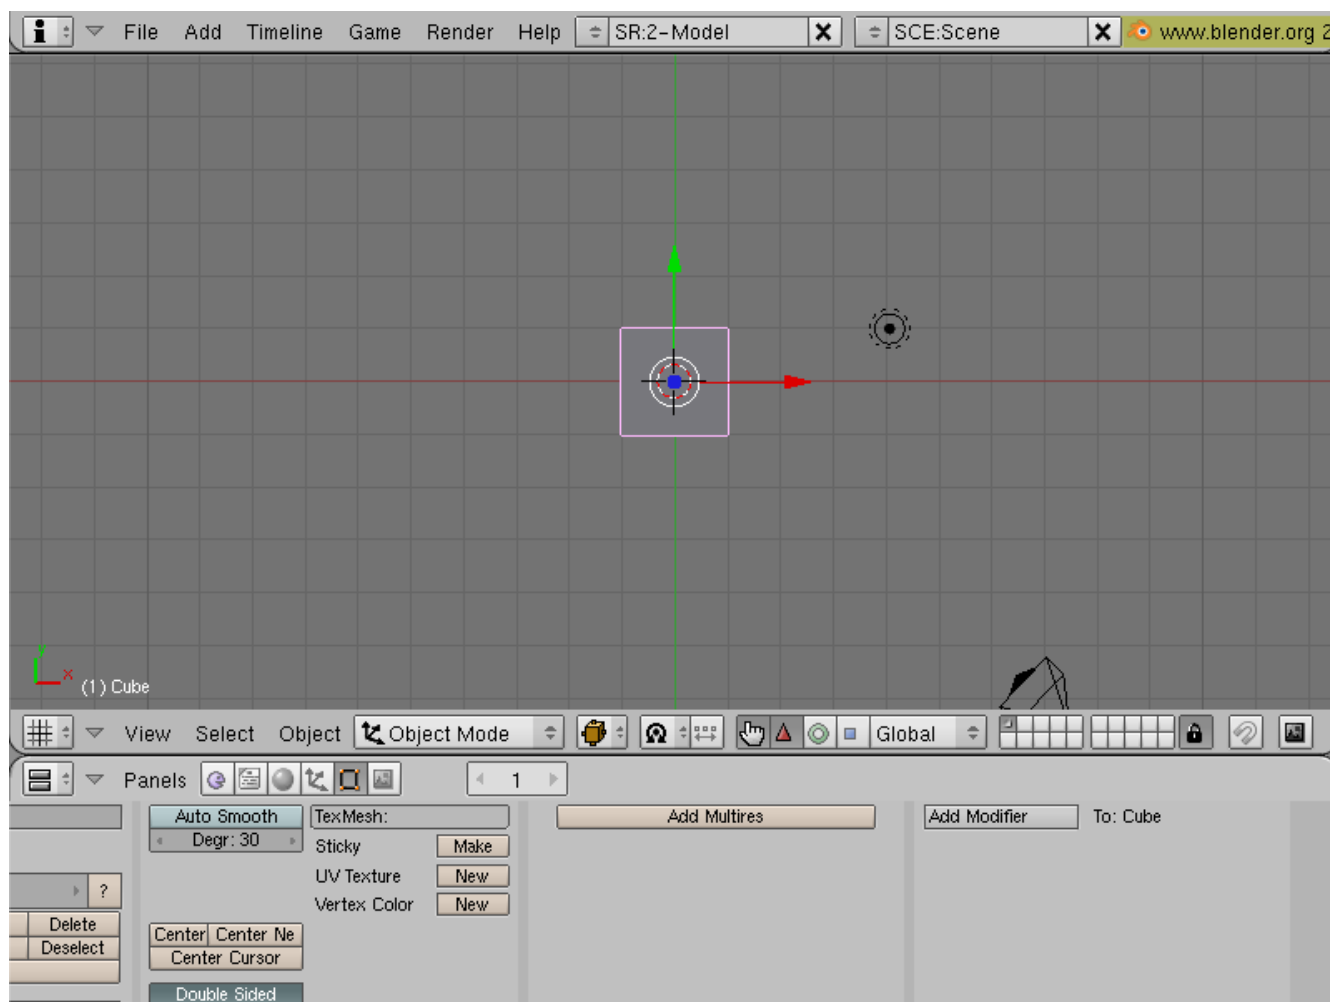 File Add Timeline Game Render Help SR:2-Model SCE:Scene www.blender.org 2
y
x
(1) Cube
View Select Object Object Mode Global
Panels 1
Auto Smooth TexMesh: Add Multires Add Modifier To: Cube
Degr: 30 Sticky Make
UV Texture New
? Vertex Color New
Delete Center Center Ne
Deselect Center Cursor
Double Sided